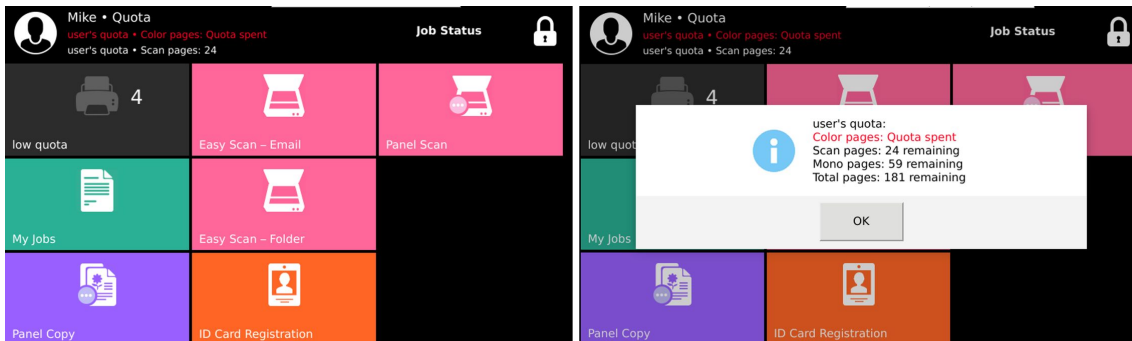 Mike • Quota
user's quota • Color pages: Quota spent
user's quota • Scan pages: 24
Job Status
4
low quota
Easy Scan – Email
Panel Scan
My Jobs
Easy Scan – Folder
Panel Copy
ID Card Registration
Mike • Quota
user's quota • Color pages: Quota spent
user's quota • Scan pages: 24
Job Status
4
low quot
user's quota:
Color pages: Quota spent
Scan pages: 24 remaining
Mono pages: 59 remaining
Total pages: 181 remaining
OK
My Jobs
Panel Copy
ID Card Registration